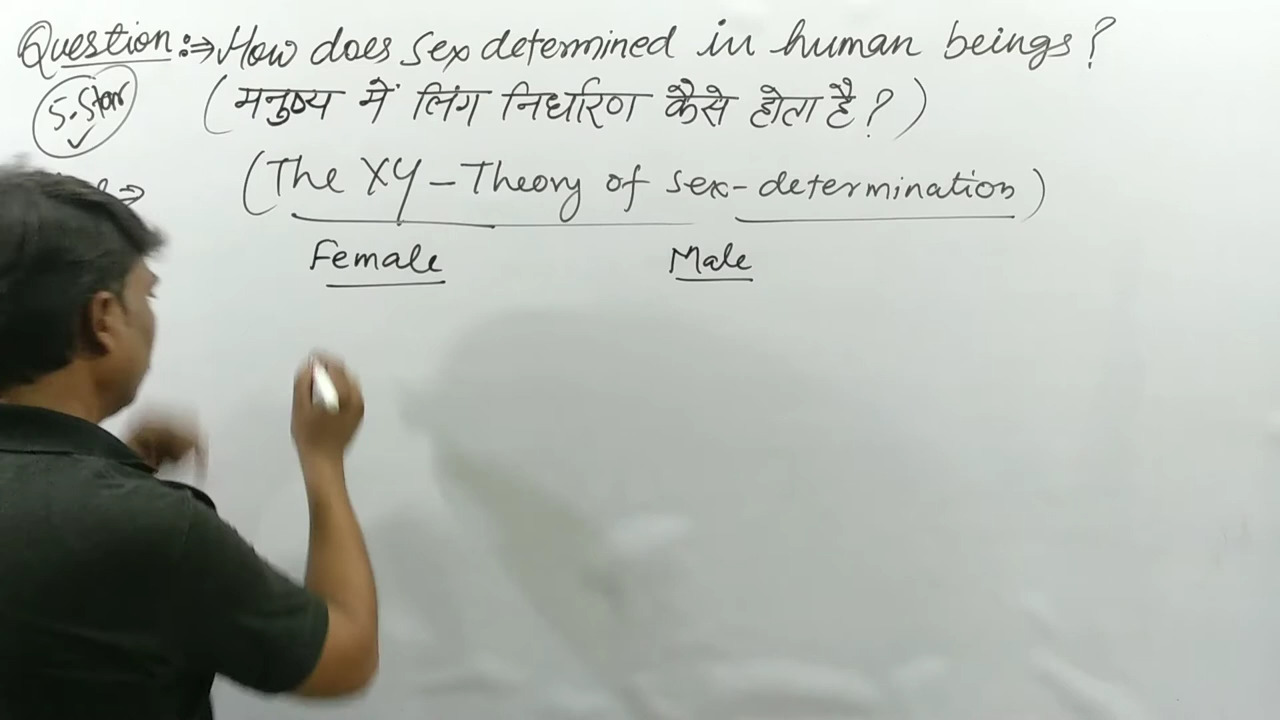 Question:⇒ How does sex determined in human beings?
5-Star ✓
(मनुष्य में लिंग निर्धारण कैसे होता है?)
(The XY-Theory of sex-determination)
Female Male